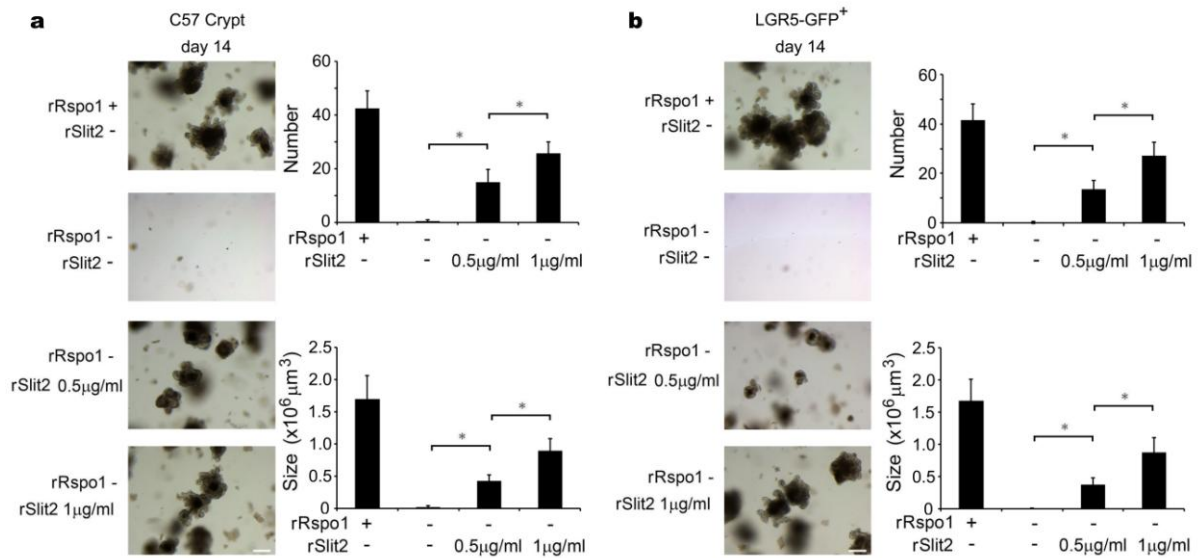 a
C57 Crypt
day 14
rRspo1 +
rSlit2 -
rRspo1 -
rSlit2 -
rRspo1 -
rSlit2 0.5μg/ml
rRspo1 -
rSlit2 1μg/ml
Number
60
40
20
0
*
*
rRspo1 + - - -
rSlit2 - - 0.5μg/ml 1μg/ml
Size (x10⁶ μm³)
2.5
2.0
1.5
1.0
0.5
0
*
*
rRspo1 + - - -
rSlit2 - - 0.5μg/ml 1μg/ml
b
LGR5-GFP⁺
day 14
rRspo1 +
rSlit2 -
rRspo1 -
rSlit2 -
rRspo1 -
rSlit2 0.5μg/ml
rRspo1 -
rSlit2 1μg/ml
Number
60
40
20
0
*
*
rRspo1 + - - -
rSlit2 - - 0.5μg/ml 1μg/ml
Size (x10⁶ μm³)
2.5
2.0
1.5
1.0
0.5
0
*
*
rRspo1 + - - -
rSlit2 - - 0.5μg/ml 1μg/ml